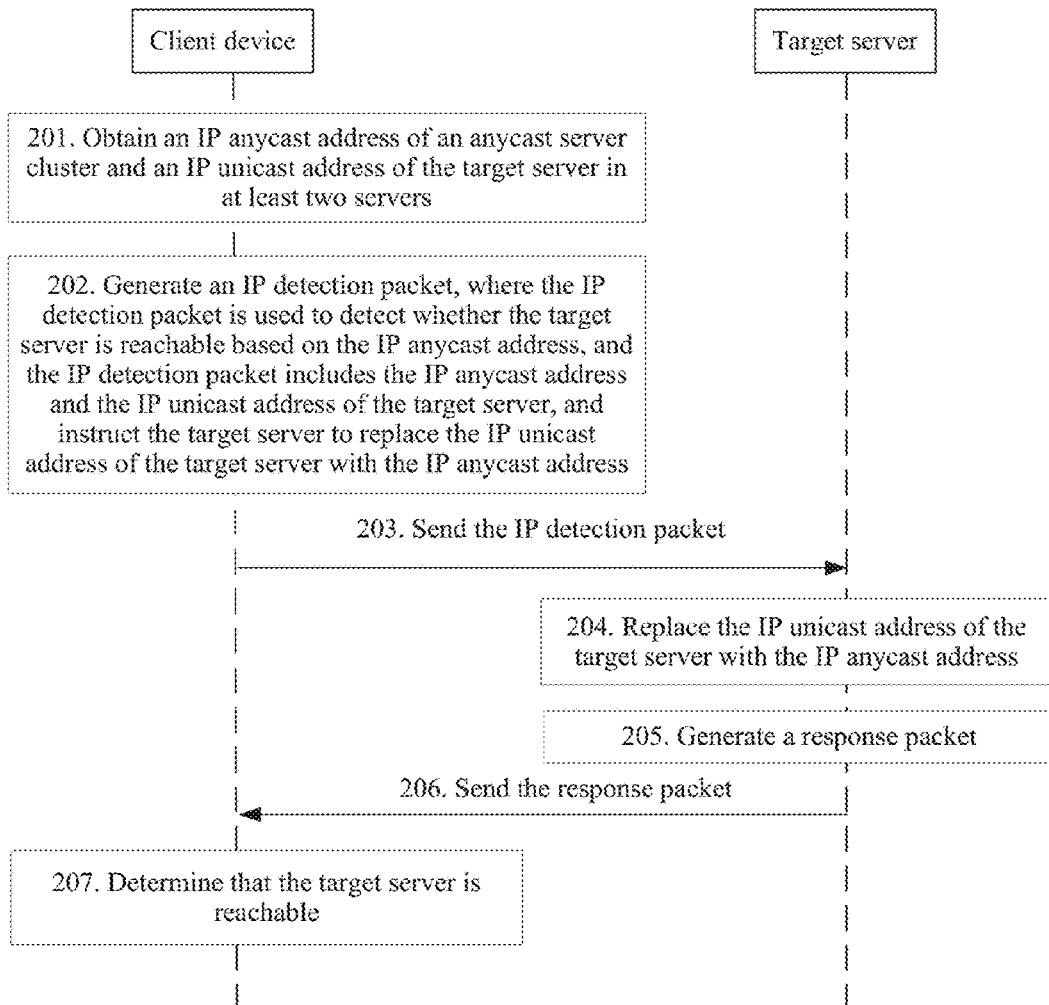 Client device
Target server
201. Obtain an IP anycast address of an anycast server
cluster and an IP unicast address of the target server in
at least two servers
202. Generate an IP detection packet, where the IP
detection packet is used to detect whether the target
server is reachable based on the IP anycast address, and
the IP detection packet includes the IP anycast address
and the IP unicast address of the target server, and
instruct the target server to replace the IP unicast
address of the target server with the IP anycast address
203. Send the IP detection packet
204. Replace the IP unicast address of the
target server with the IP anycast address
205. Generate a response packet
206. Send the response packet
207. Determine that the target server is
reachable